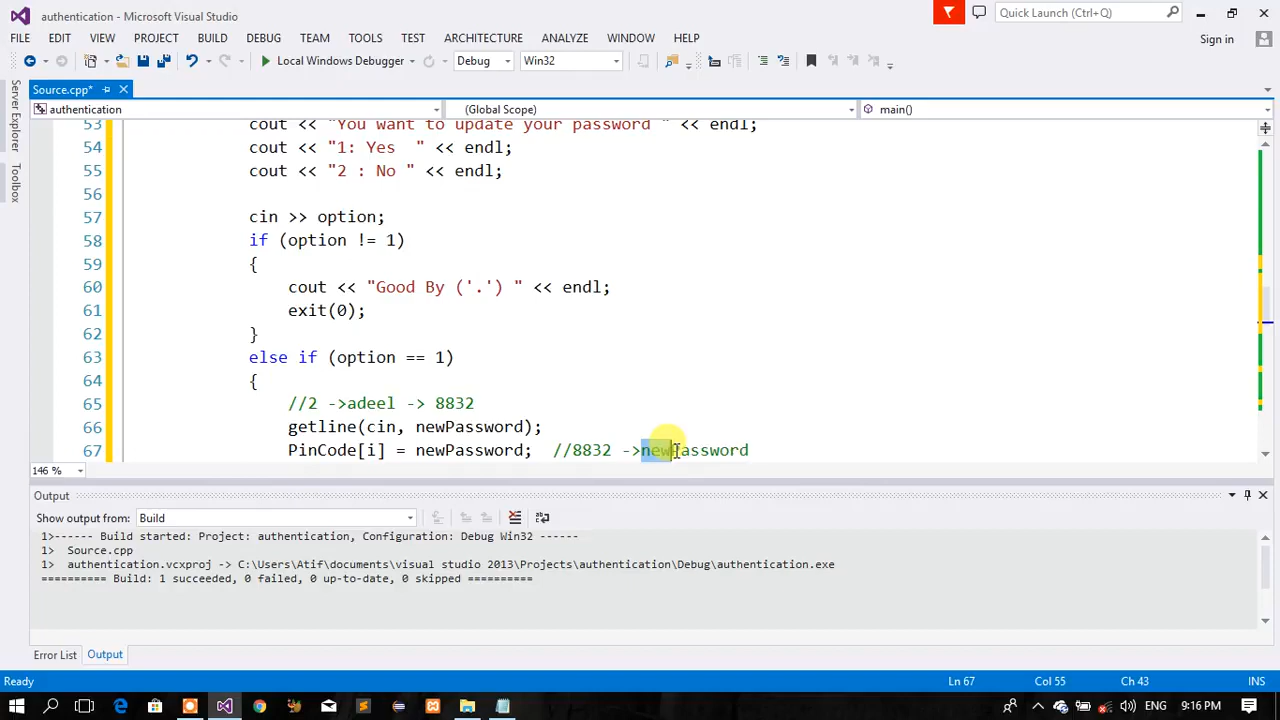 authentication - Microsoft Visual Studio
Quick Launch (Ctrl+Q)
FILE EDIT VIEW PROJECT BUILD DEBUG TEAM TOOLS TEST ARCHITECTURE ANALYZE WINDOW HELP
Sign in
Local Windows Debugger Debug Win32
Source.cpp*
authentication (Global Scope) main()
Server Explorer
Toolbox
53 cout << "You want to update your password " << endl;
54 cout << "1: Yes  " << endl;
55 cout << "2 : No " << endl;
56
57 cin >> option;
58 if (option != 1)
59 {
60 cout << "Good By ('.') " << endl;
61 exit(0);
62 }
63 else if (option == 1)
64 {
65 //2 ->adeel -> 8832
66 getline(cin, newPassword);
67 PinCode[i] = newPassword;  //8832 ->newPassword
146 %
Output
Show output from: Build
1>------ Build started: Project: authentication, Configuration: Debug Win32 ------
1>  Source.cpp
1>  authentication.vcxproj -> C:\Users\Atif\documents\visual studio 2013\Projects\authentication\Debug\authentication.exe
========== Build: 1 succeeded, 0 failed, 0 up-to-date, 0 skipped ==========
Error List Output
Ready Ln 67 Col 55 Ch 43 INS
9:16 PM